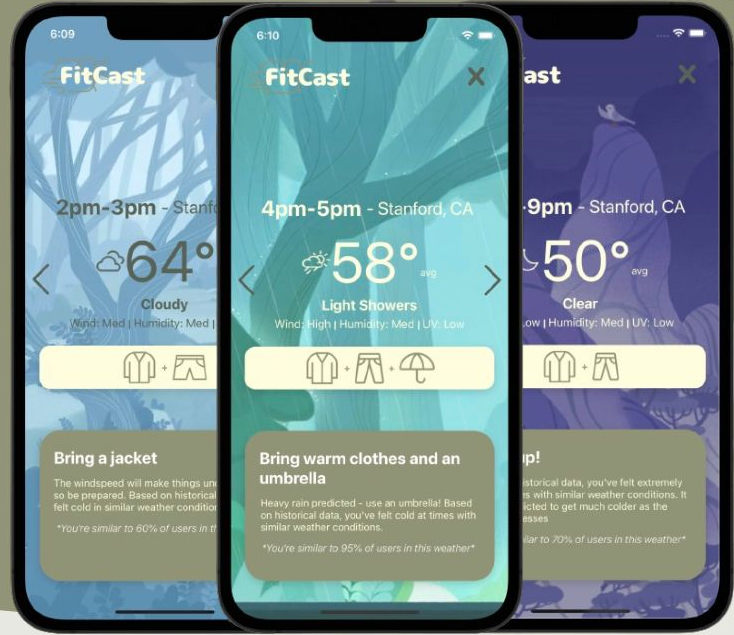 6:09
FitCast
2pm-3pm - Stanf
64°
Cloudy
Wind: Med | Humidity: Med |
Bring a jacket
The windspeed will make things un
so be prepared. Based on historical
felt cold in similar weather condition
*You're similar to 60% of users in t
6:10
FitCast
X
4pm-5pm - Stanford, CA
58° avg
Light Showers
Wind: High | Humidity: Med | UV: Low
+ +
Bring warm clothes and an
umbrella
Heavy rain predicted - use an umbrella! Based
on historical data, you've felt cold at times with
similar weather conditions.
*You're similar to 95% of users in this weather*
ast
X
-9pm - Stanford, CA
50° avg
Clear
Low | Humidity: Med | UV: Low
+
up!
istorical data, you've felt extremely
es with similar weather conditions. It
icted to get much colder as the
esses
ilar to 70% of users in this weather*